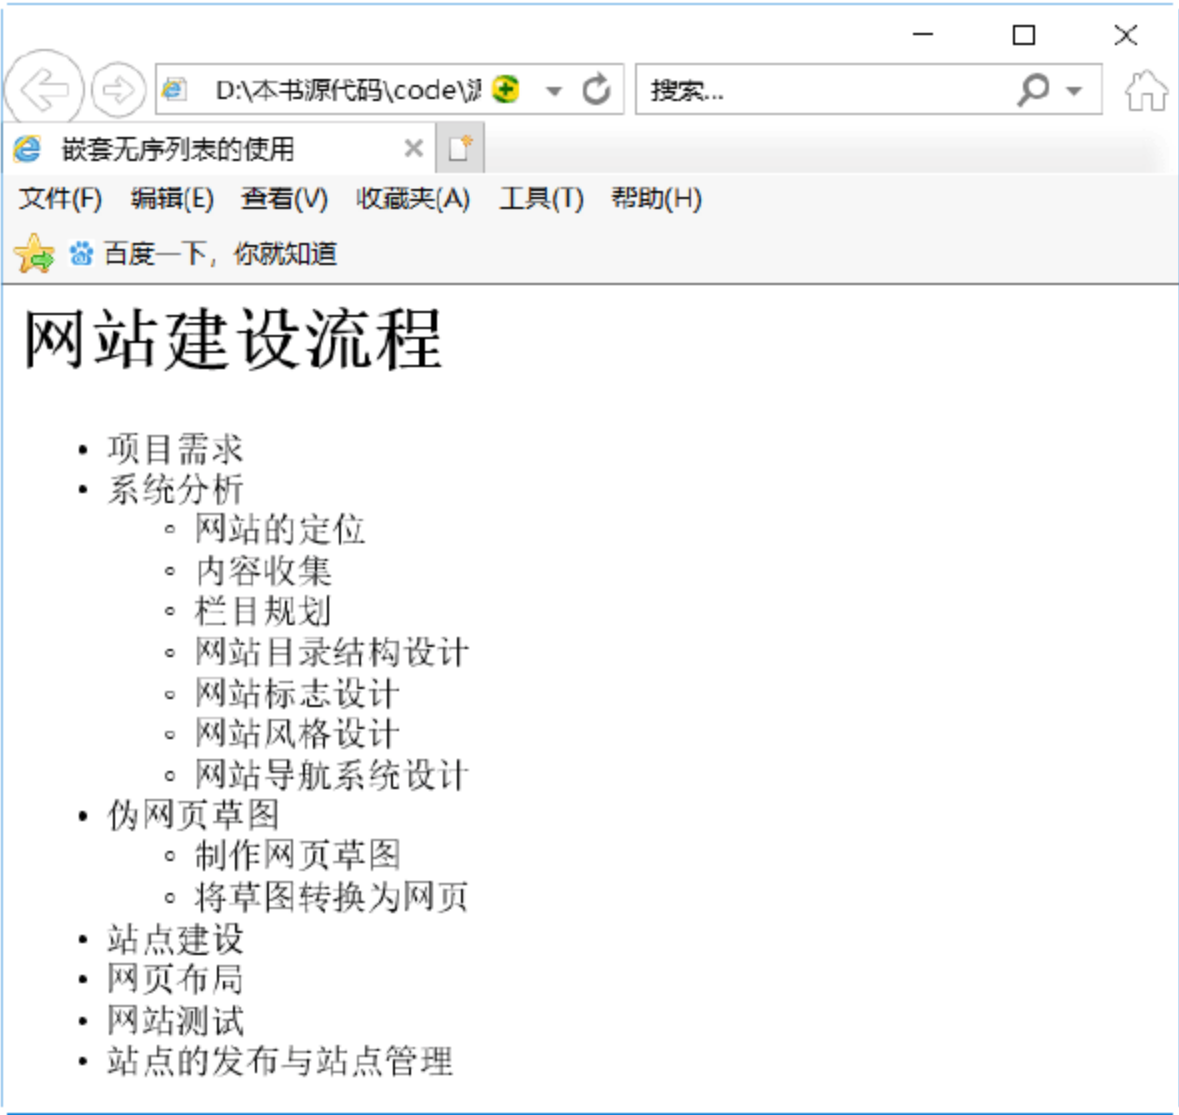 D:\本书源代码\code\
搜索...
嵌套无序列表的使用
文件(F) 编辑(E) 查看(V) 收藏夹(A) 工具(T) 帮助(H)
百度一下，你就知道
网站建设流程
• 项目需求
• 系统分析
◦ 网站的定位
◦ 内容收集
◦ 栏目规划
◦ 网站目录结构设计
◦ 网站标志设计
◦ 网站风格设计
◦ 网站导航系统设计
• 伪网页草图
◦ 制作网页草图
◦ 将草图转换为网页
• 站点建设
• 网页布局
• 网站测试
• 站点的发布与站点管理